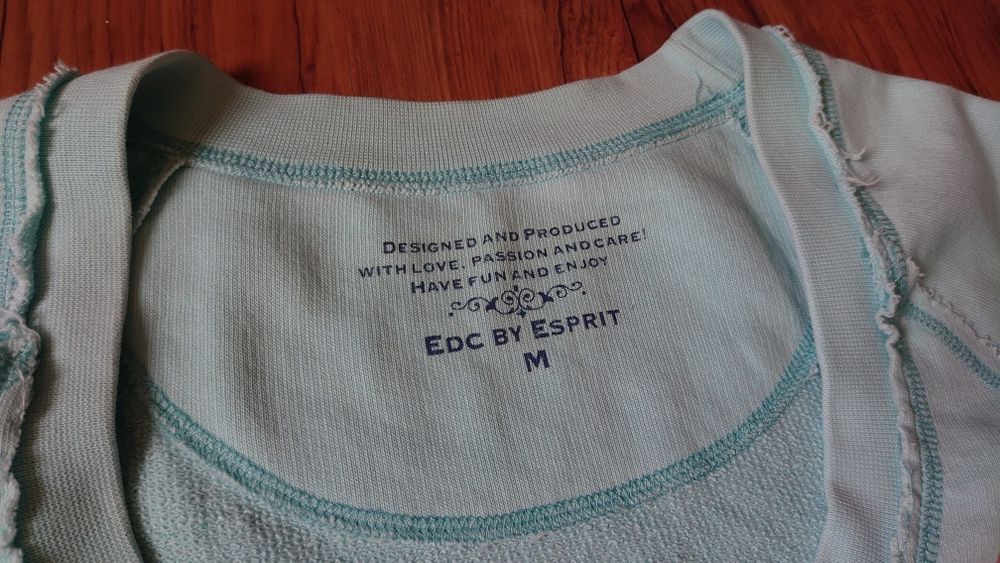 DESIGNED AND PRODUCED
WITH LOVE, PASSION AND CARE!
HAVE FUN AND ENJOY
EDC BY ESPRIT
M